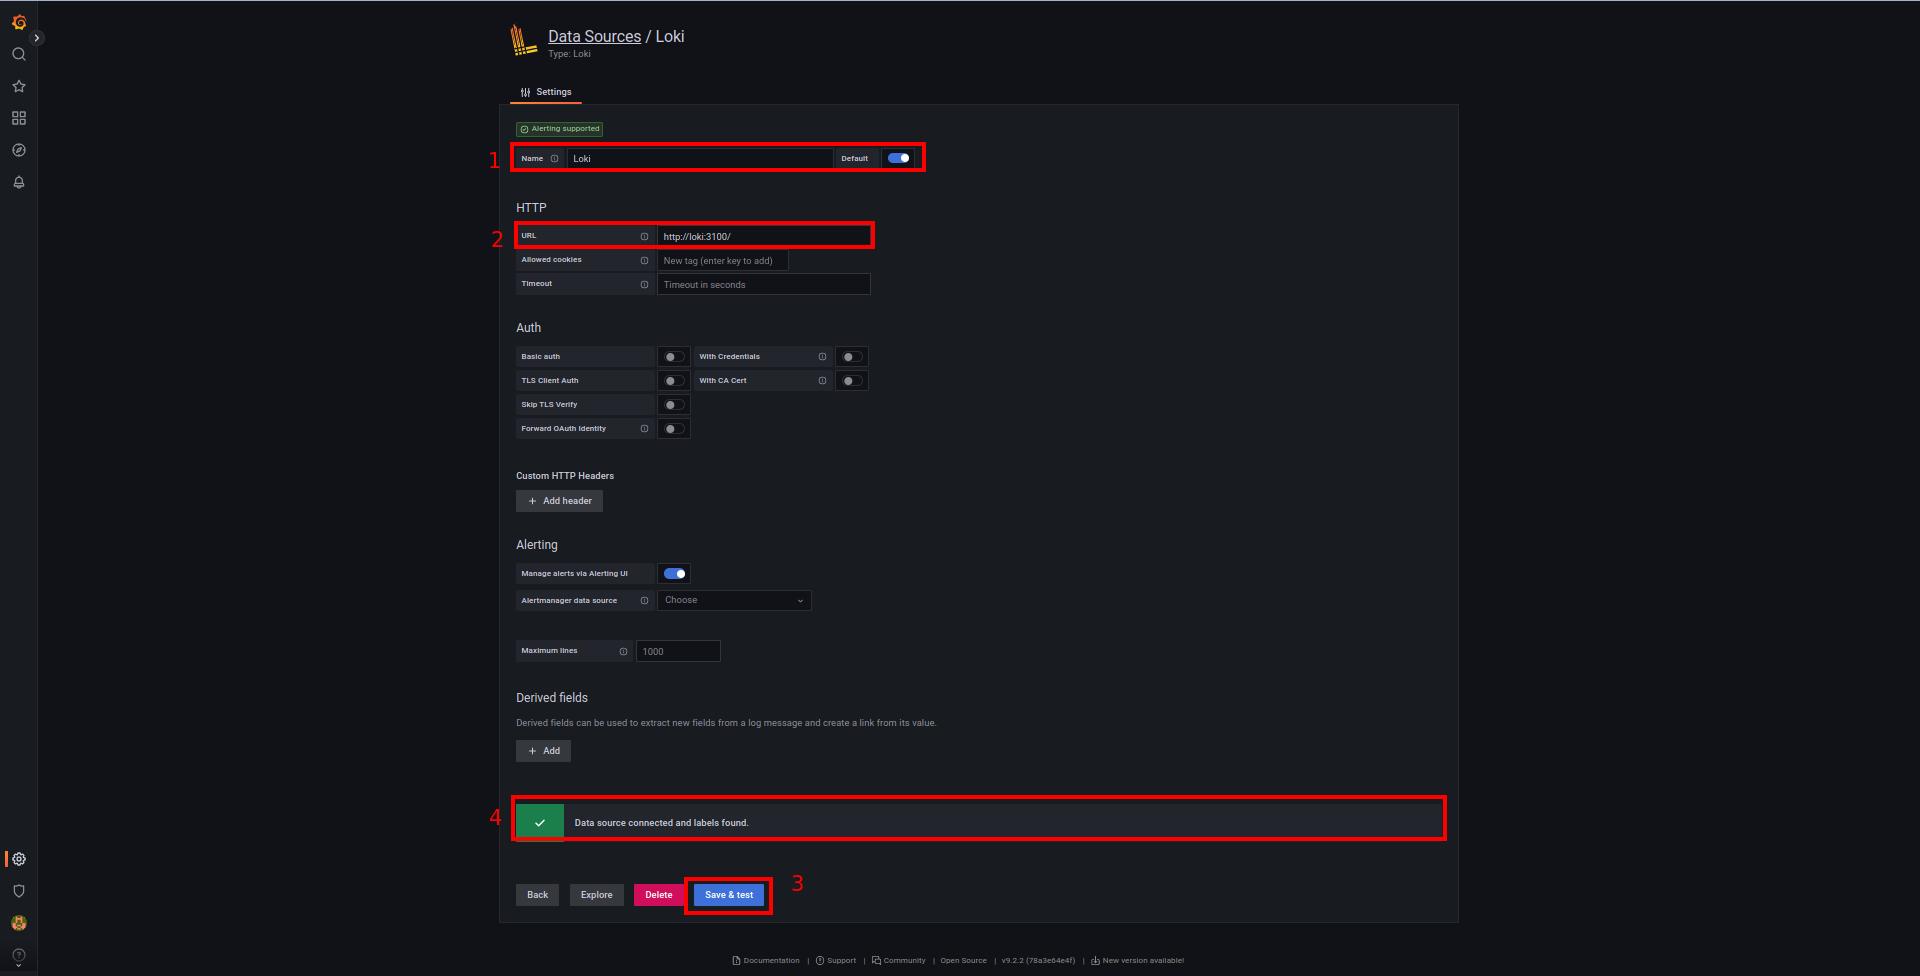 Data Sources / Loki
Type: Loki
Settings
Alerting supported
1
Name Loki Default
HTTP
2
URL http://loki:3100/
Allowed cookies New tag (enter key to add)
Timeout Timeout in seconds
Auth
Basic auth With Credentials
TLS Client Auth With CA Cert
Skip TLS Verify
Forward OAuth Identity
Custom HTTP Headers
+ Add header
Alerting
Manage alerts via Alerting UI
Alertmanager data source Choose
Maximum lines 1000
Derived fields
Derived fields can be used to extract new fields from a log message and create a link from its value.
+ Add
4
Data source connected and labels found.
3
Back Explore Delete Save & test
Documentation | Support | Community | Open Source | v9.2.2 (78a3e64e4f) | New version available!